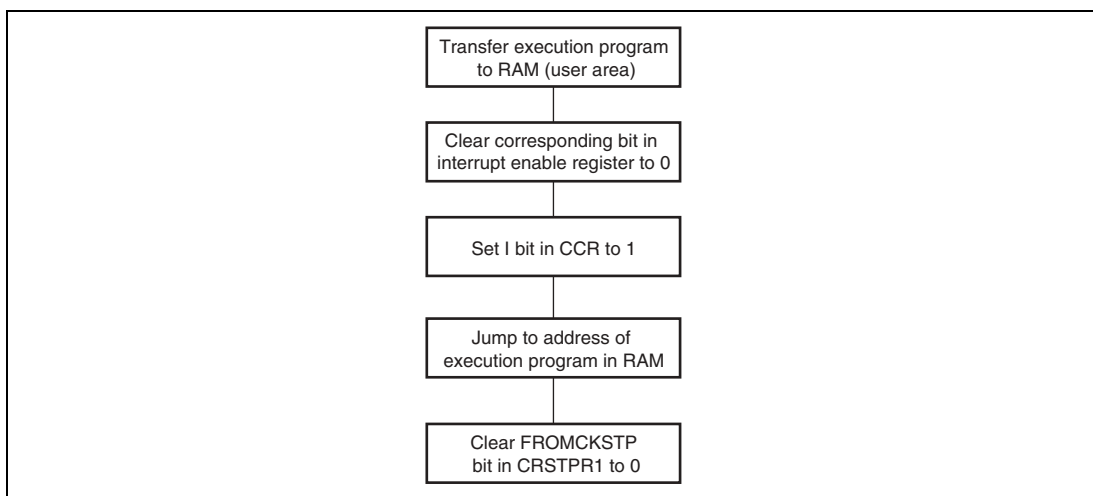 Transfer execution program
to RAM (user area)
Clear corresponding bit in
interrupt enable register to 0
Set I bit in CCR to 1
Jump to address of
execution program in RAM
Clear FROMCKSTP
bit in CRSTPR1 to 0